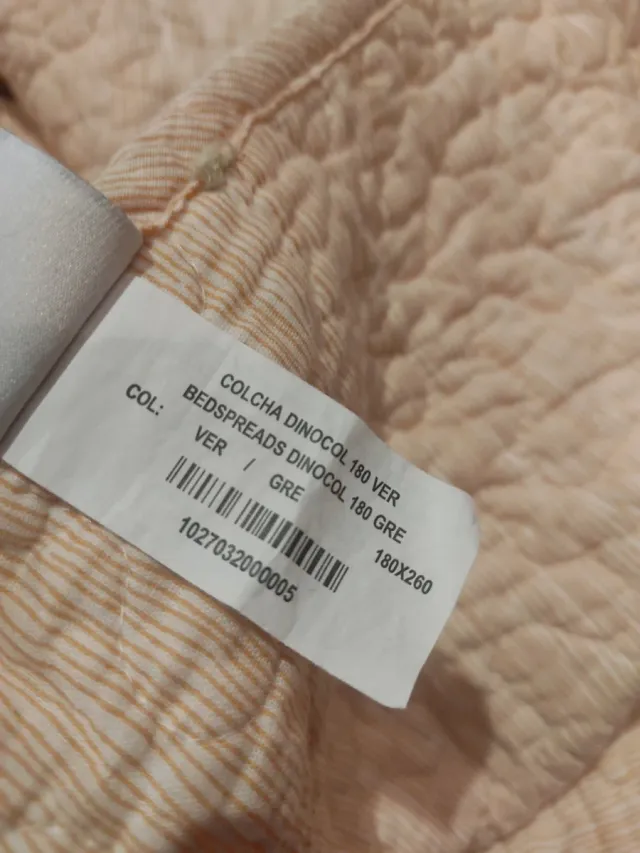 COLCHA DINOCOL 180 VER
BEDSPREADS DINOCOL 180 GRE
COL: VER / GRE 180X260
1027032000005